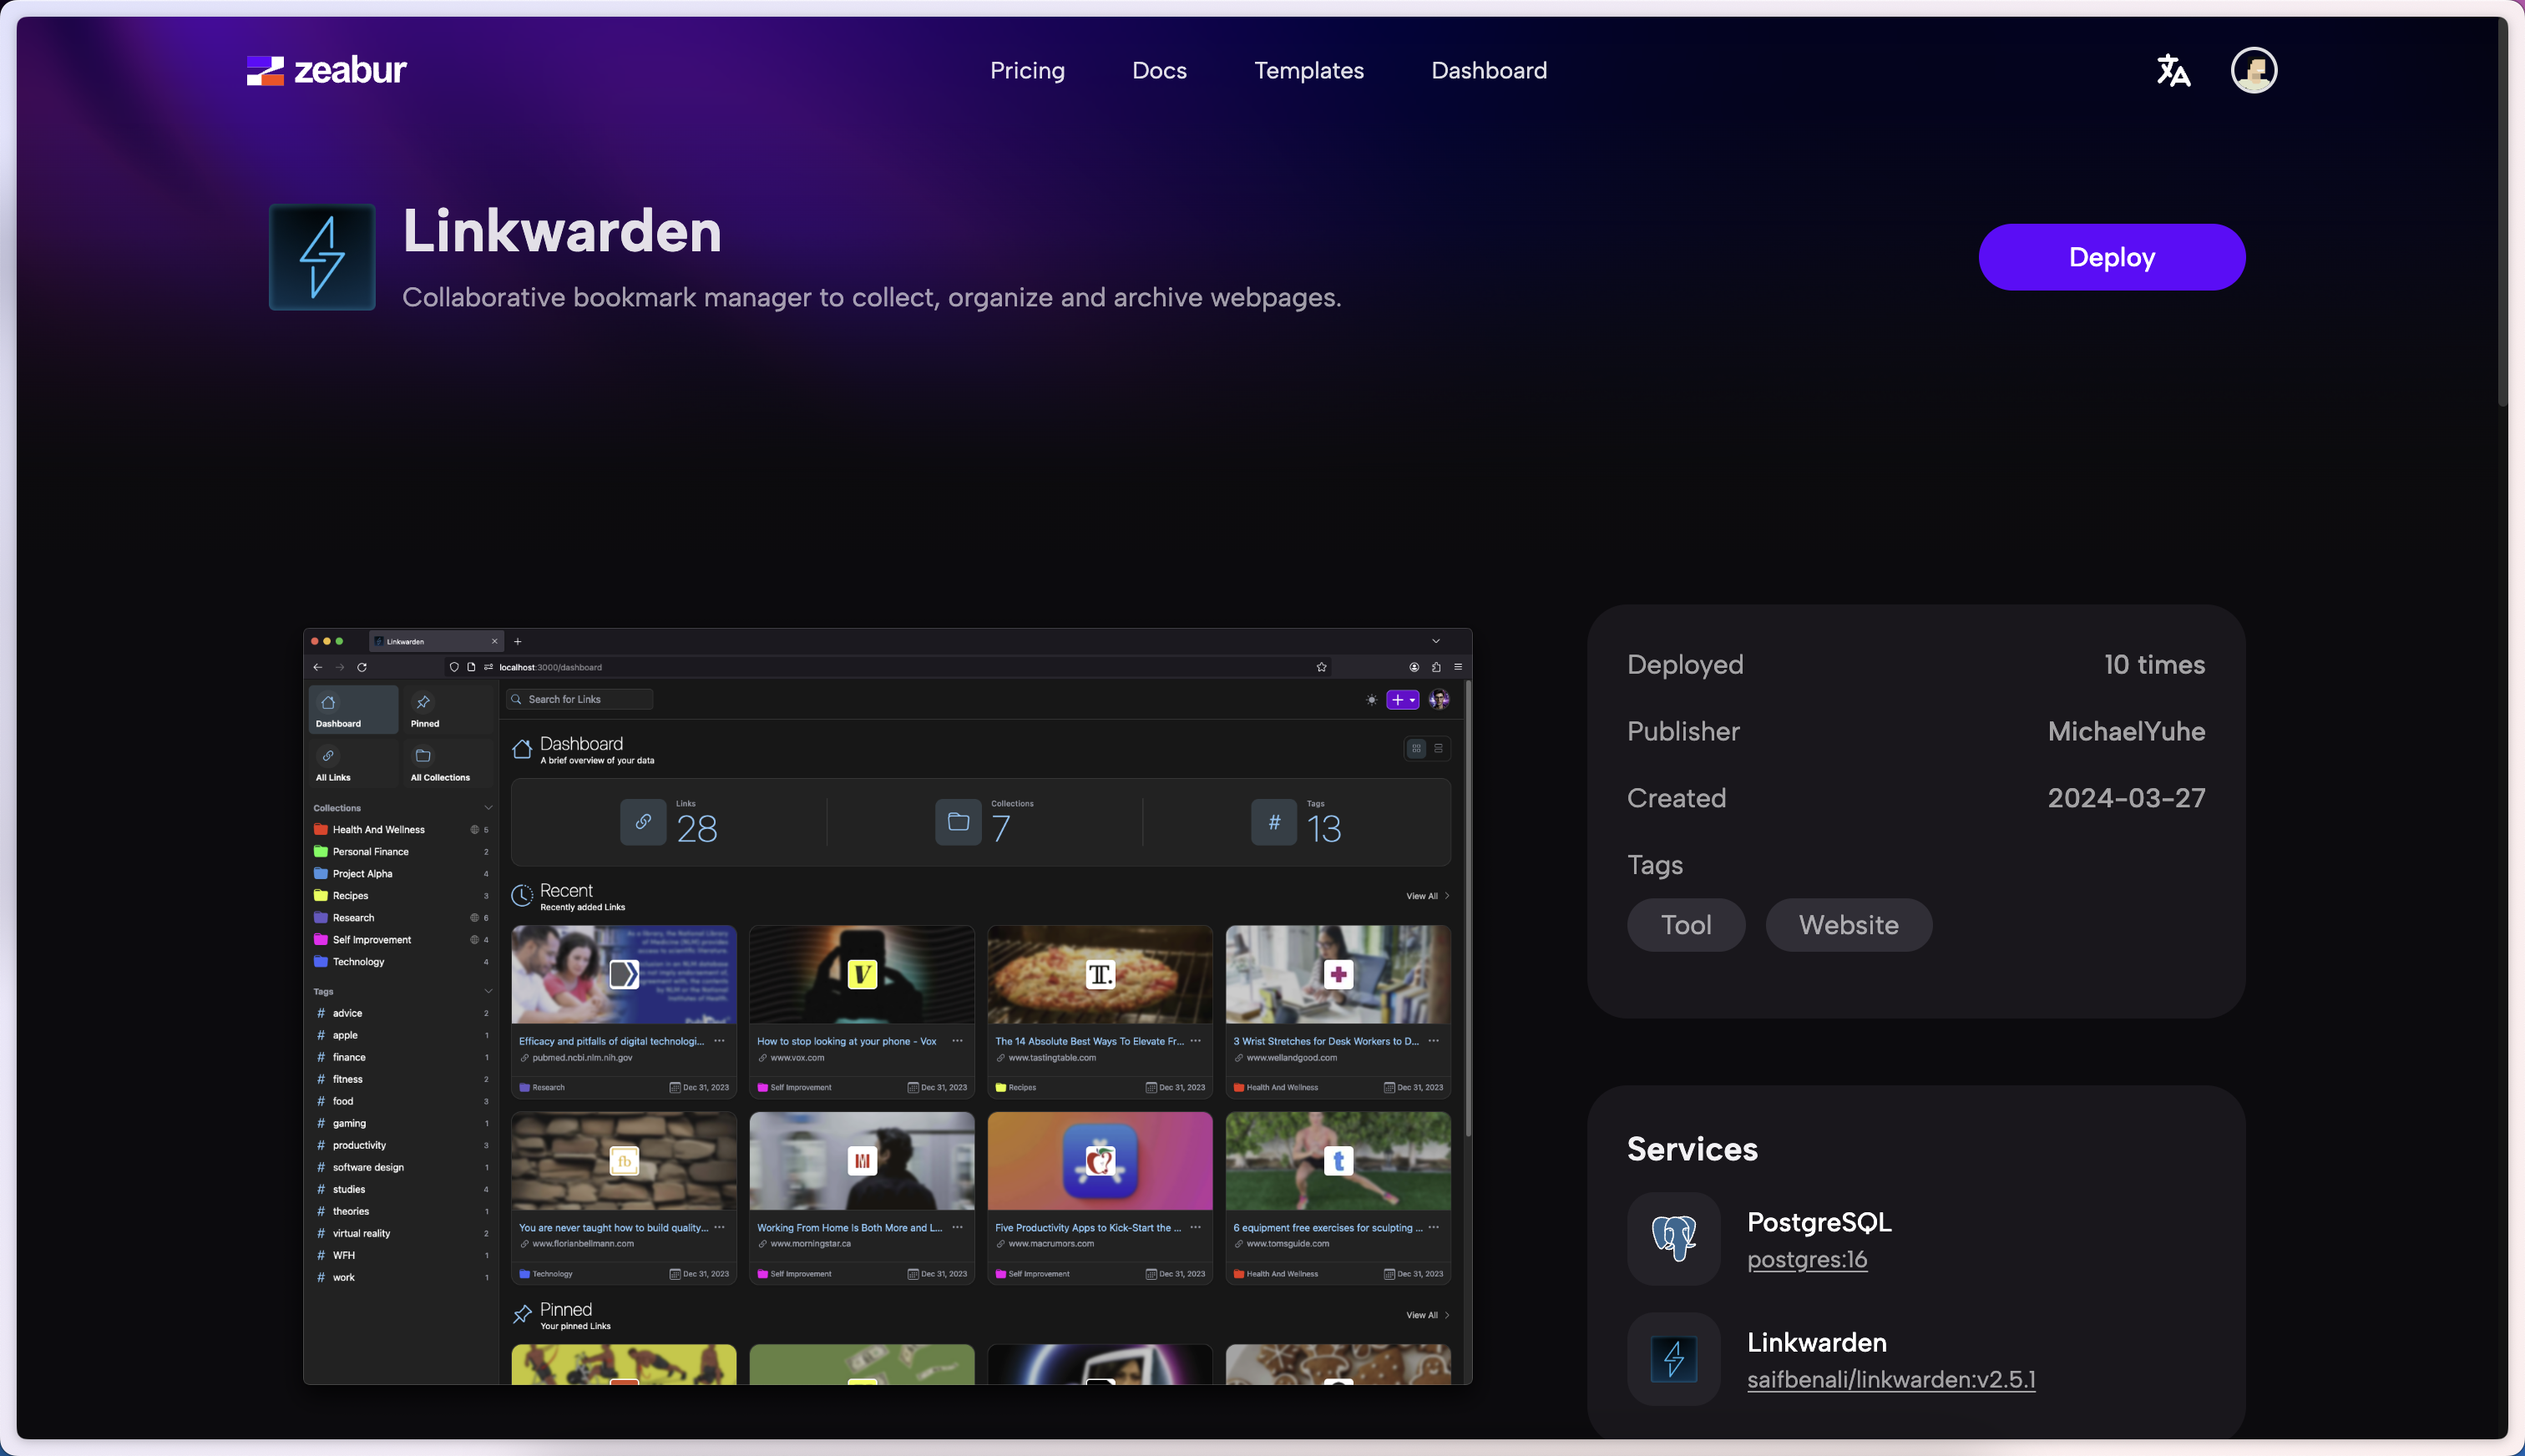 zeabur
Pricing
Docs
Templates
Dashboard
Linkwarden
Collaborative bookmark manager to collect, organize and archive webpages.
Deploy
Linkwarden
localhost:3000/dashboard
Dashboard
Pinned
All Links
All Collections
Collections
Health And Wellness 5
Personal Finance 2
Project Alpha 4
Recipes 3
Research 6
Self Improvement 4
Technology 4
Tags
# advice 2
# apple 1
# finance 1
# fitness 2
# food 3
# gaming 1
# productivity 3
# software design 1
# studies 4
# theories 1
# virtual reality 2
# WFH 1
# work 1
Search for Links
Dashboard
A brief overview of your data
Links
28
Collections
7
#
Tags
13
Recent
Recently added Links
View All
V
T.
Efficacy and pitfalls of digital technologi...
pubmed.ncbi.nlm.nih.gov
Research
Dec 31, 2023
How to stop looking at your phone - Vox
www.vox.com
Self Improvement
Dec 31, 2023
The 14 Absolute Best Ways To Elevate Fr...
www.tastingtable.com
Recipes
Dec 31, 2023
3 Wrist Stretches for Desk Workers to D...
www.wellandgood.com
Health And Wellness
Dec 31, 2023
fb
M
t
You are never taught how to build quality...
www.florianbellmann.com
Technology
Dec 31, 2023
Working From Home Is Both More and L...
www.morningstar.ca
Self Improvement
Dec 31, 2023
Five Productivity Apps to Kick-Start the ...
www.macrumors.com
Self Improvement
Dec 31, 2023
6 equipment free exercises for sculpting ...
www.tomsguide.com
Health And Wellness
Dec 31, 2023
Pinned
Your pinned Links
View All
Deployed
10 times
Publisher
MichaelYuhe
Created
2024-03-27
Tags
Tool
Website
Services
PostgreSQL
postgres:16
Linkwarden
saifbenali/linkwarden:v2.5.1